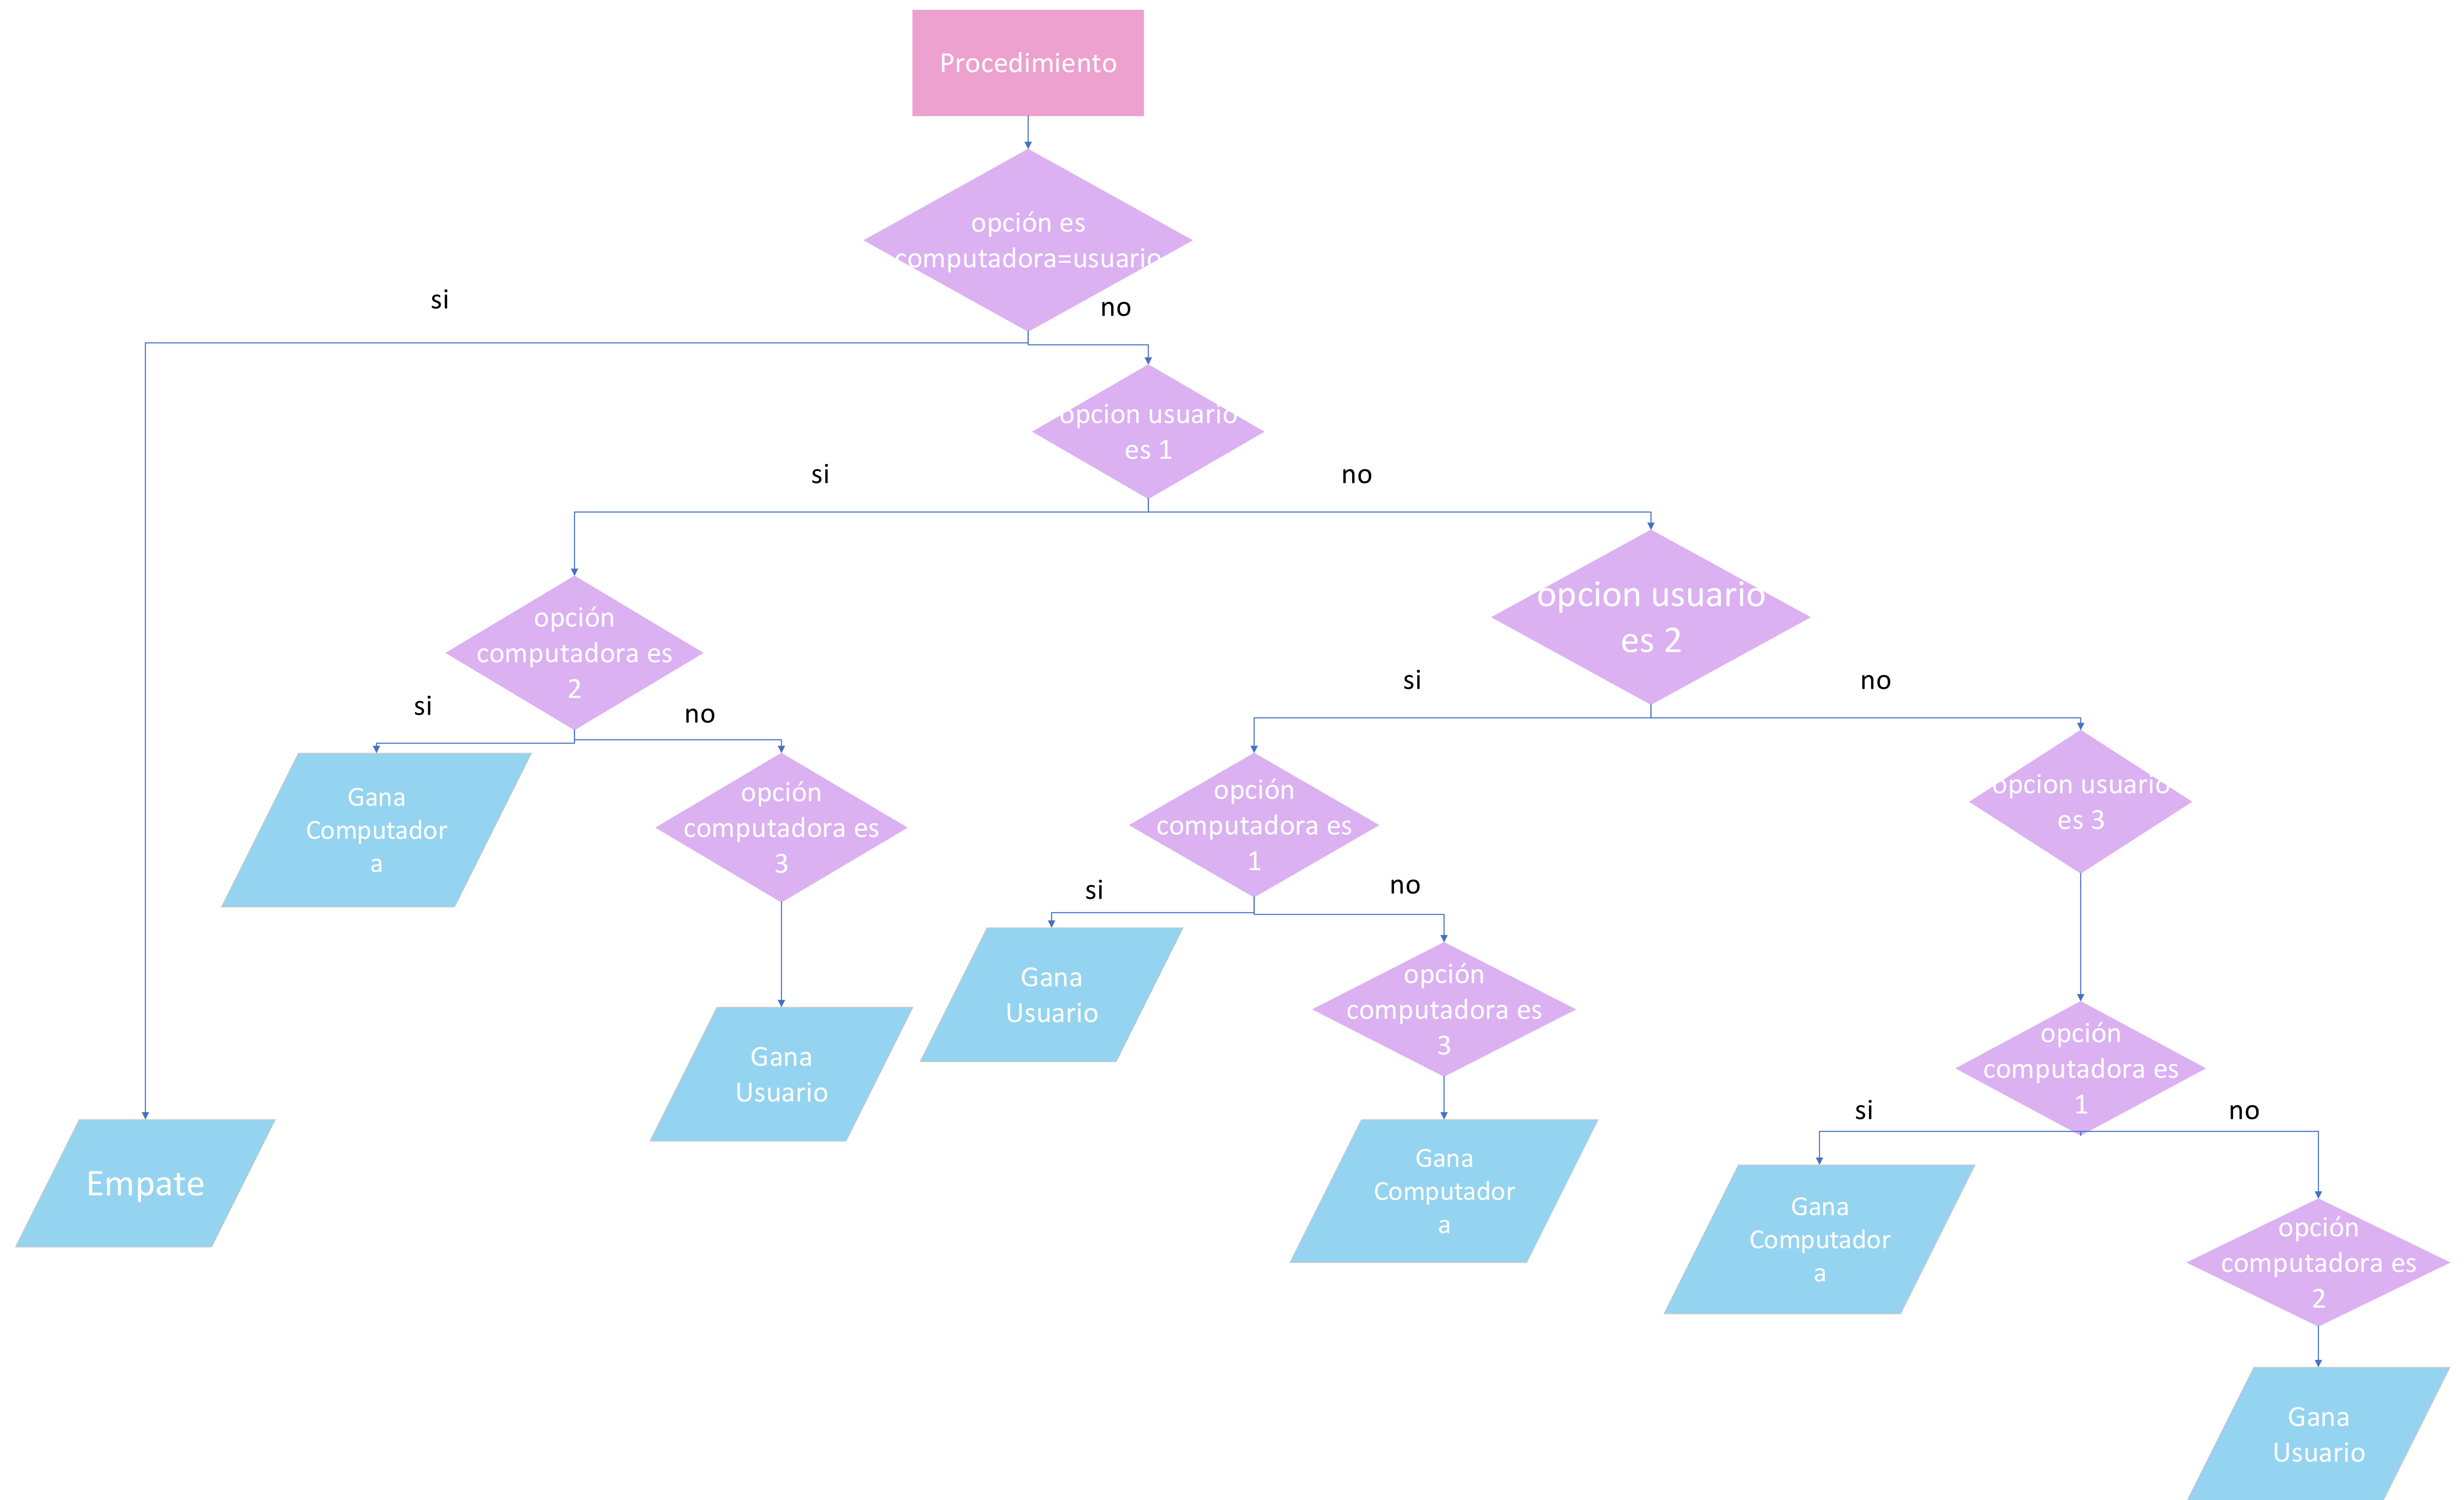 Procedimiento
opción es
computadora=usuario
si
no
opcion usuario
es 1
si
no
opcion usuario
es 2
opción
computadora es
2
si
no
si
no
Gana
Computador
a
opción
computadora es
3
opción
computadora es
1
opcion usuario
es 3
si
no
Gana
Usuario
opción
computadora es
3
Gana
Usuario
opción
computadora es
1
si
no
Empate
Gana
Computador
a
Gana
Computador
a
opción
computadora es
2
Gana
Usuario